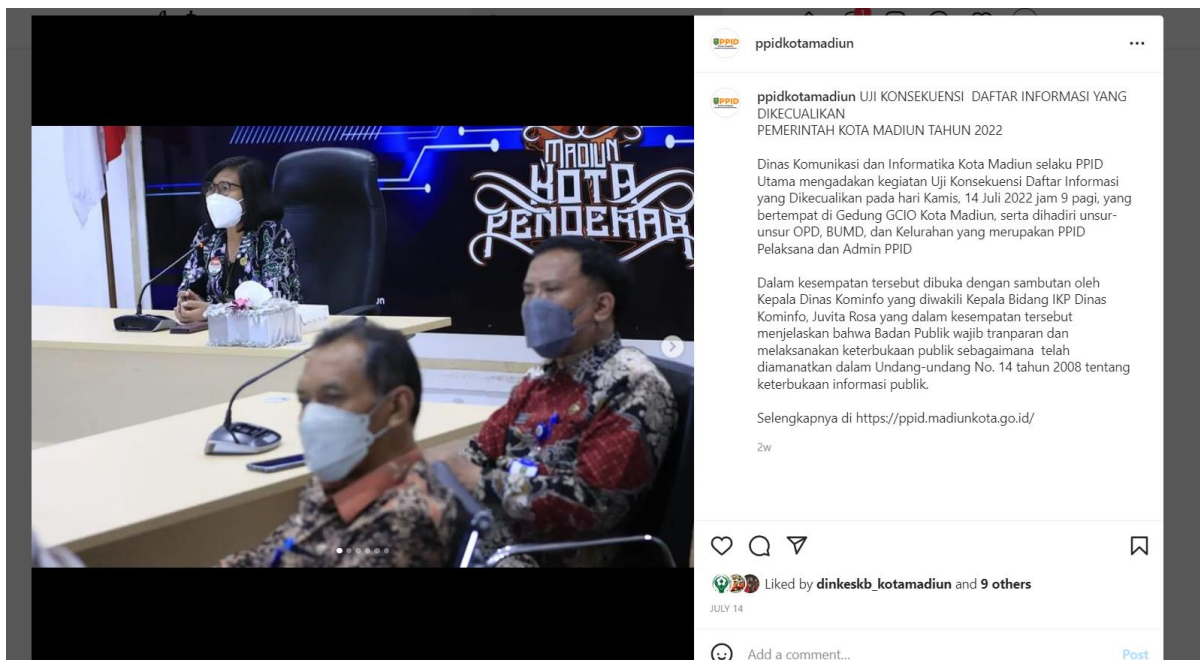 MADIUN
KOTA
PENDEKAR
ppidkotamadiun
PPID
ppidkotamadiun UJI KONSEKUENSI DAFTAR INFORMASI YANG
DIKECUALIKAN
PEMERINTAH KOTA MADIUN TAHUN 2022
Dinas Komunikasi dan Informatika Kota Madiun selaku PPID
Utama mengadakan kegiatan Uji Konsekuensi Daftar Informasi
yang Dikecualikan pada hari Kamis, 14 Juli 2022 jam 9 pagi, yang
bertempat di Gedung GCIO Kota Madiun, serta dihadiri unsur-
unsur OPD, BUMD, dan Kelurahan yang merupakan PPID
Pelaksana dan Admin PPID
Dalam kesempatan tersebut dibuka dengan sambutan oleh
Kepala Dinas Kominfo yang diwakili Kepala Bidang IKP Dinas
Kominfo, Juvita Rosa yang dalam kesempatan tersebut
menjelaskan bahwa Badan Publik wajib tranparan dan
melaksanakan keterbukaan publik sebagaimana telah
diamanatkan dalam Undang-undang No. 14 tahun 2008 tentang
keterbukaan informasi publik.
Selengkapnya di https://ppid.madiunkota.go.id/
2w
Liked by dinkeskb_kotamadiun and 9 others
JULY 14
Add a comment...
Post